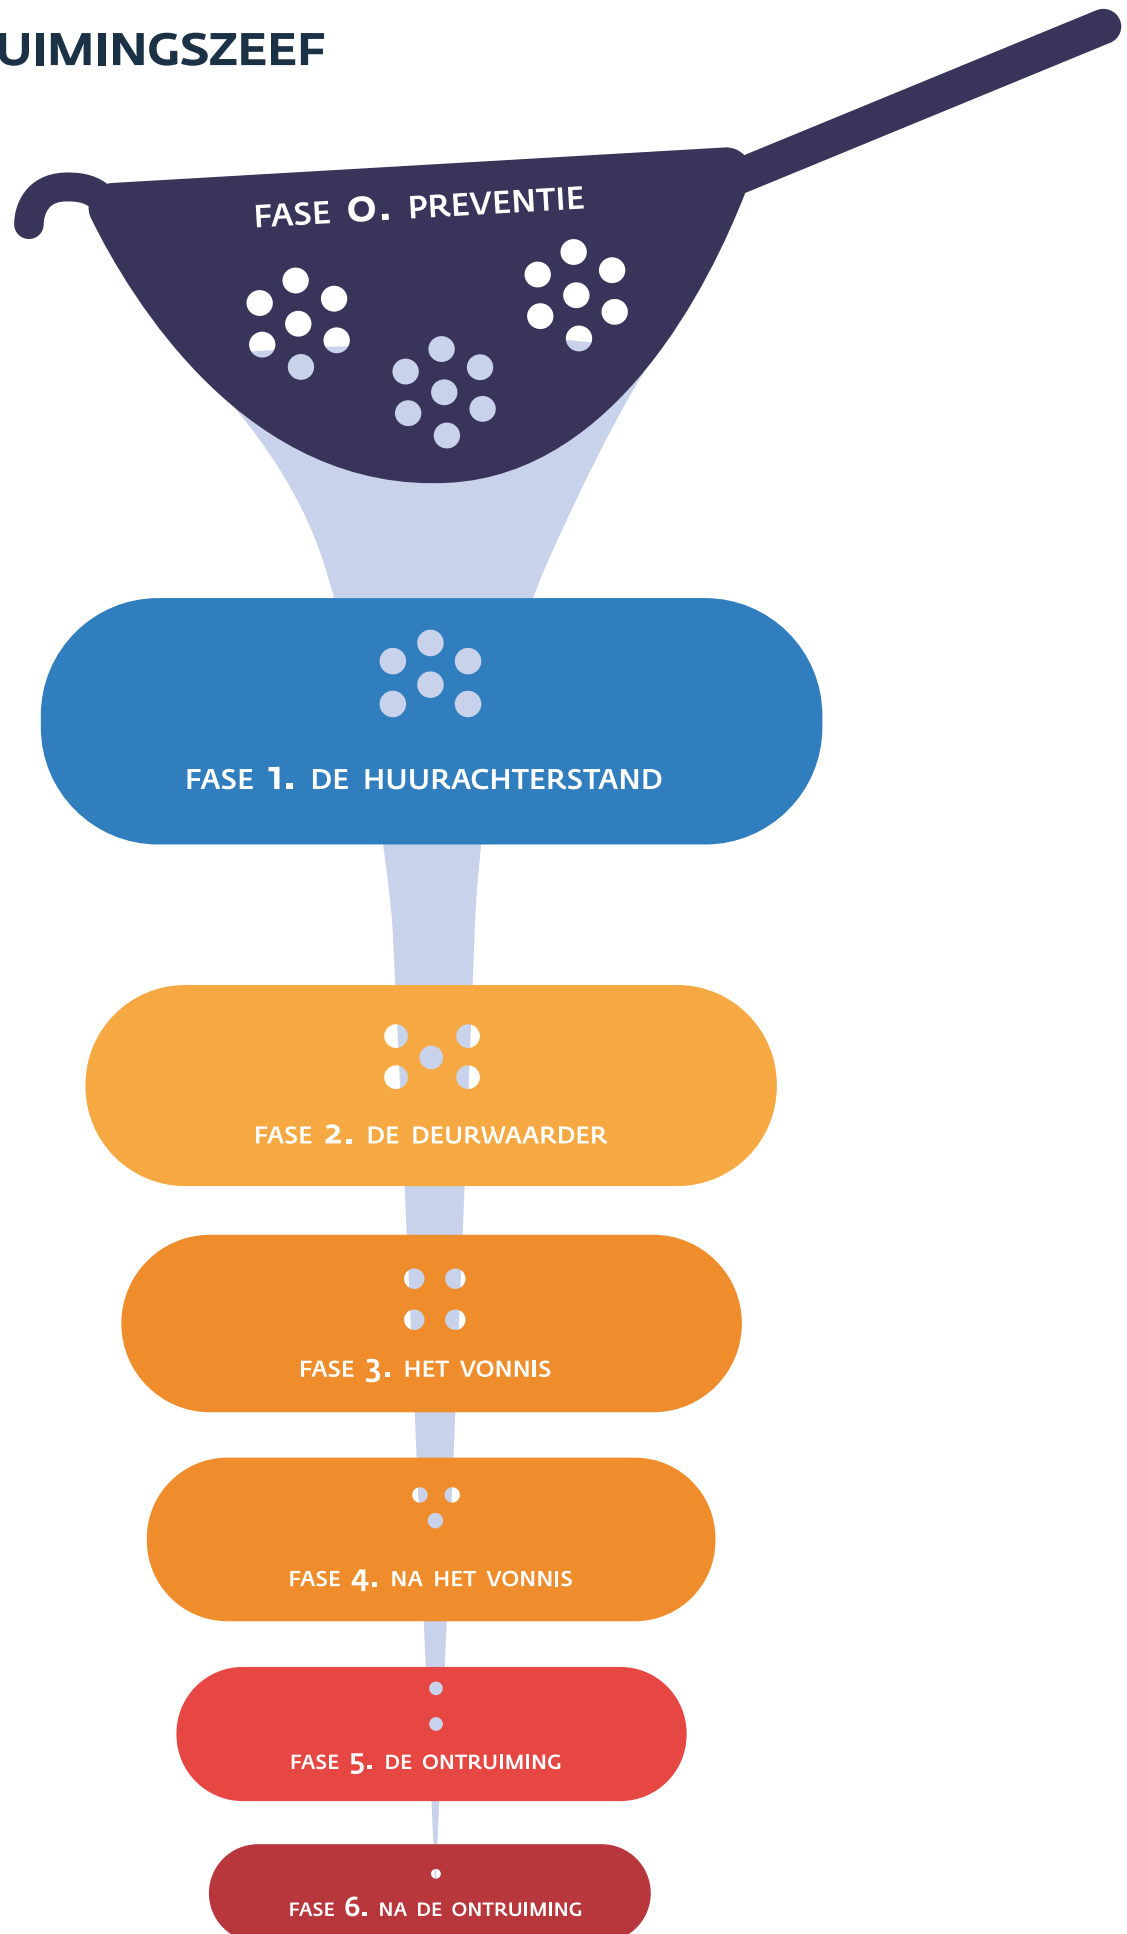 UIMINGSZEEF
FASE 0. PREVENTIE
FASE 1. DE HUURACHTERSTAND
FASE 2. DE DEURWAARDER
FASE 3. HET VONNIS
FASE 4. NA HET VONNIS
FASE 5. DE ONTRUIMING
FASE 6. NA DE ONTRUIMING